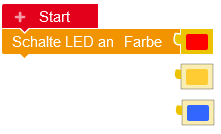 + Start
Schalte LED an Farbe